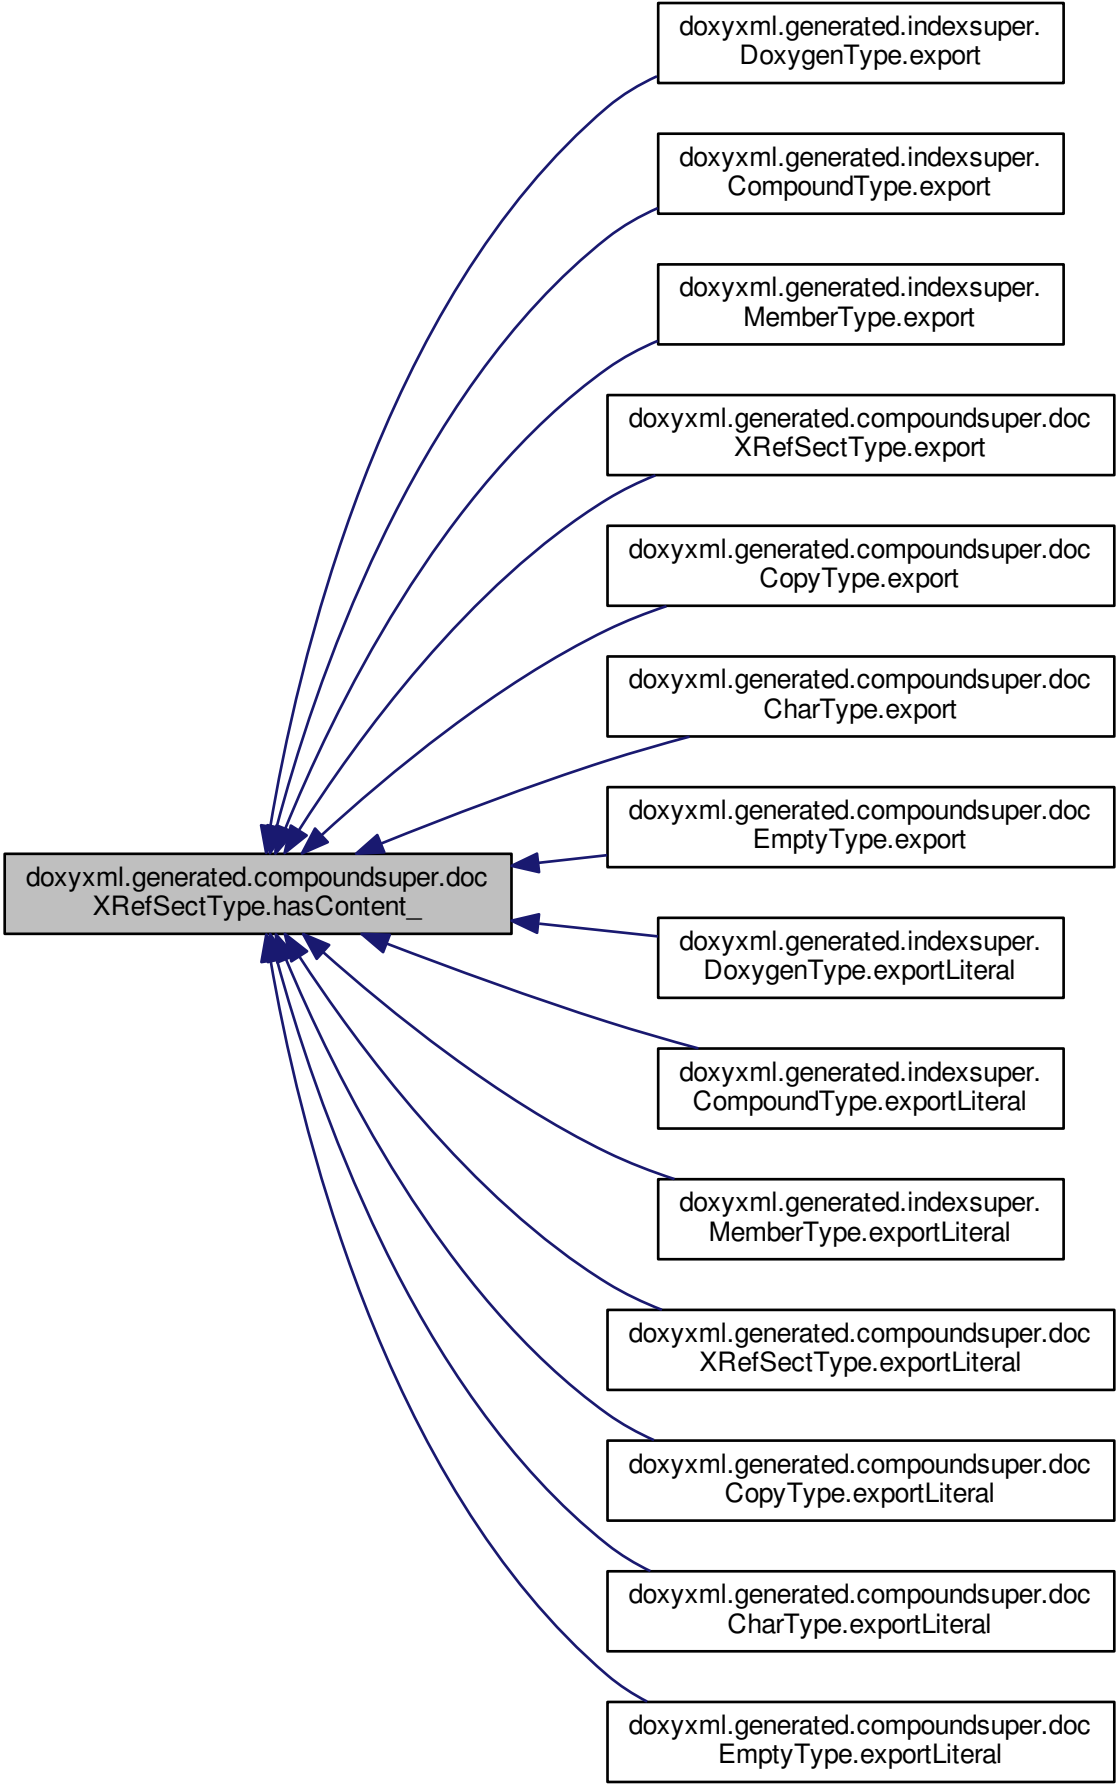 doxyxml.generated.indexsuper.
DoxygenType.export
doxyxml.generated.indexsuper.
CompoundType.export
doxyxml.generated.indexsuper.
MemberType.export
doxyxml.generated.compoundsuper.doc
XRefSectType.export
doxyxml.generated.compoundsuper.doc
CopyType.export
doxyxml.generated.compoundsuper.doc
CharType.export
doxyxml.generated.compoundsuper.doc
EmptyType.export
doxyxml.generated.compoundsuper.doc
XRefSectType.hasContent_
doxyxml.generated.indexsuper.
DoxygenType.exportLiteral
doxyxml.generated.indexsuper.
CompoundType.exportLiteral
doxyxml.generated.indexsuper.
MemberType.exportLiteral
doxyxml.generated.compoundsuper.doc
XRefSectType.exportLiteral
doxyxml.generated.compoundsuper.doc
CopyType.exportLiteral
doxyxml.generated.compoundsuper.doc
CharType.exportLiteral
doxyxml.generated.compoundsuper.doc
EmptyType.exportLiteral